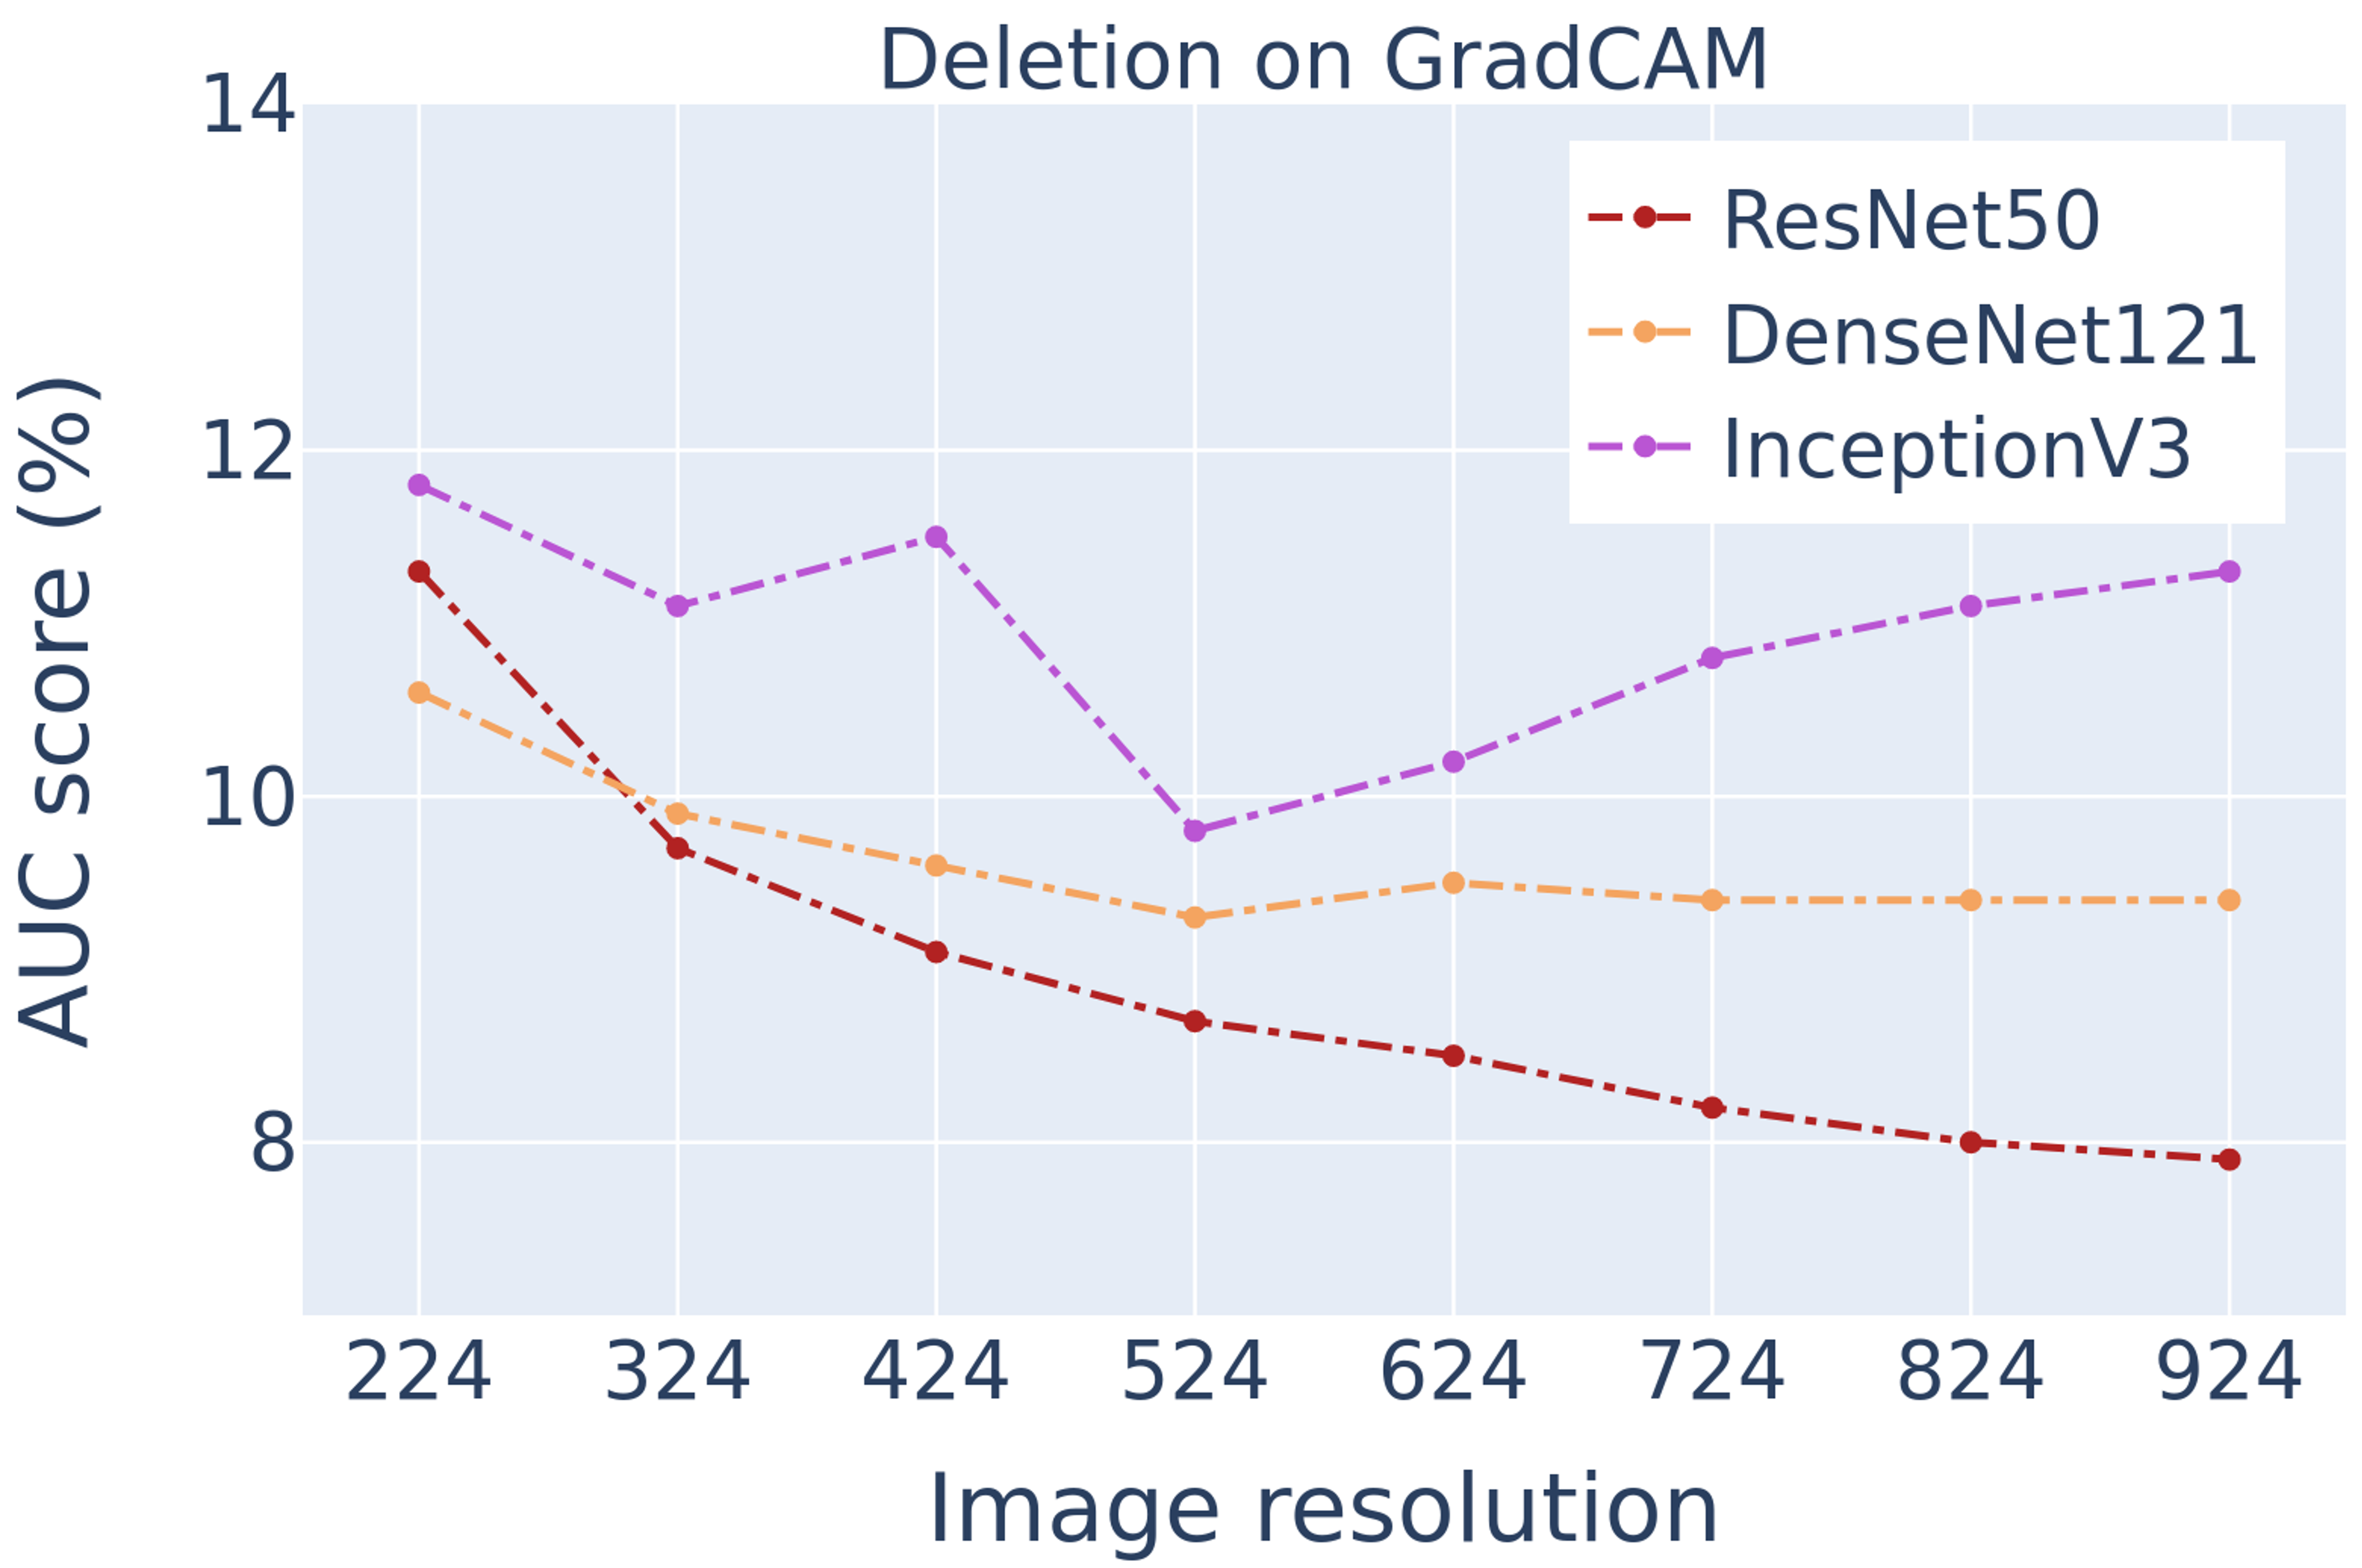 Deletion on GradCAM
14
12
10
8
AUC score (%)
ResNet50
DenseNet121
InceptionV3
224 324 424 524 624 724 824 924
Image resolution